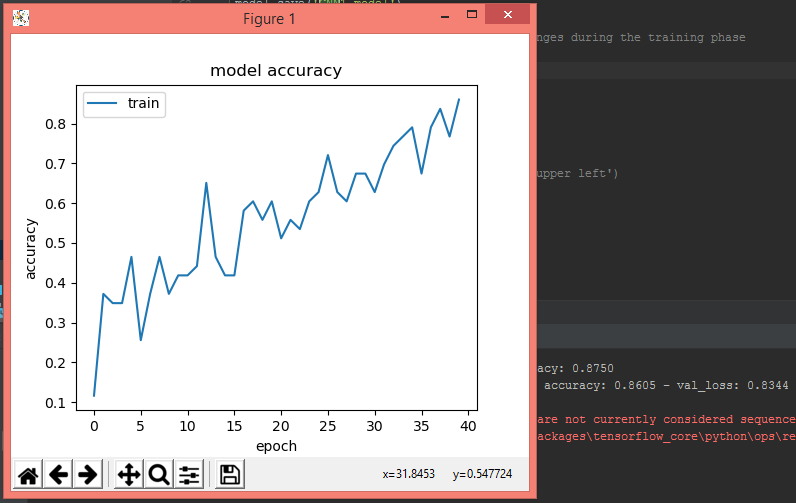 Figure 1
nges during the training phase
model accuracy
train
upper left')
accuracy
0.8
0.7
0.6
0.5
0.4
0.3
0.2
0.1
0 5 10 15 20 25 30 35 40
epoch
acy: 0.8750
accuracy: 0.8605 - val_loss: 0.8344
are not currently considered sequence
ackages\tensorflow_core\python\ops\re
x=31.8453 y=0.547724